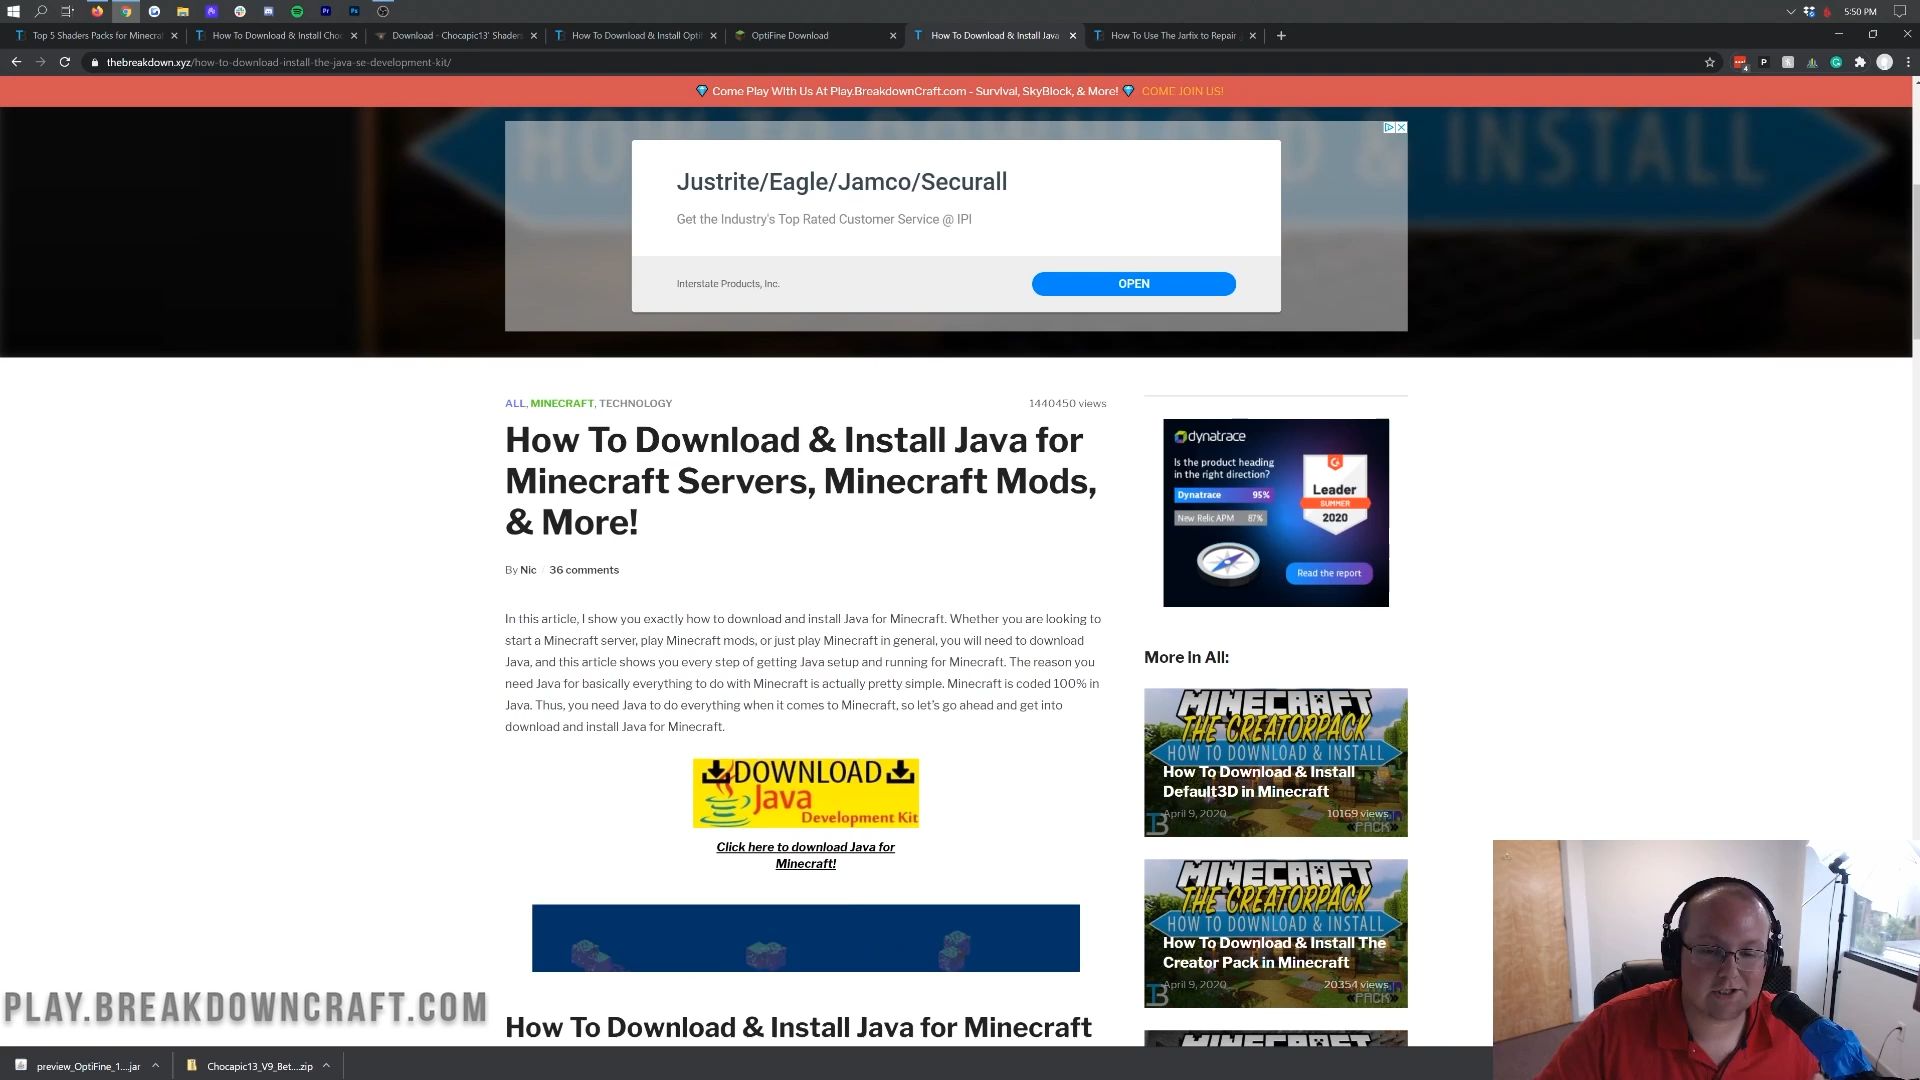 5:50 PM
Top 5 Shaders Packs for Minecraf
How To Download & Install Choc
Download - Chocapic13' Shaders
How To Download & Install Opti
OptiFine Download
How To Download & Install Java
How To Use The Jarfix to Repair
thebreakdown.xyz/how-to-download-install-the-java-se-development-kit/
Come Play With Us At Play.BreakdownCraft.com - Survival, SkyBlock, & More! COME JOIN US!
HOW & INSTALL
Justrite/Eagle/Jamco/Securall
Get the Industry's Top Rated Customer Service @ IPI
Interstate Products, Inc.
OPEN
ALL, MINECRAFT, TECHNOLOGY
1440450 views
How To Download & Install Java for
Minecraft Servers, Minecraft Mods,
& More!
By Nic / 36 comments
In this article, I show you exactly how to download and install Java for Minecraft. Whether you are looking to
start a Minecraft server, play Minecraft mods, or just play Minecraft in general, you will need to download
Java, and this article shows you every step of getting Java setup and running for Minecraft. The reason you
need Java for basically everything to do with Minecraft is actually pretty simple. Minecraft is coded 100% in
Java. Thus, you need Java to do everything when it comes to Minecraft, so let's go ahead and get into
download and install Java for Minecraft.
DOWNLOAD
Java
Development Kit
Click here to download Java for
Minecraft!
How To Download & Install Java for Minecraft
dynatrace
Is the product heading
in the right direction?
Dynatrace 95%
New Relic APM 87%
Leader
SUMMER
2020
Read the report
More In All:
MINECRAFT
THE CREATORPACK
HOW TO DOWNLOAD & INSTALL
How To Download & Install
Default3D in Minecraft
April 9, 2020
10169 views
PACK
MINECRAFT
THE CREATORPACK
HOW TO DOWNLOAD & INSTALL
How To Download & Install The
Creator Pack in Minecraft
April 9, 2020
20354 views
PACK
MINECRAFT
PLAY.BREAKDOWNCRAFT.COM
preview_OptiFine_1....jar
Chocapic13_V9_Bet....zip